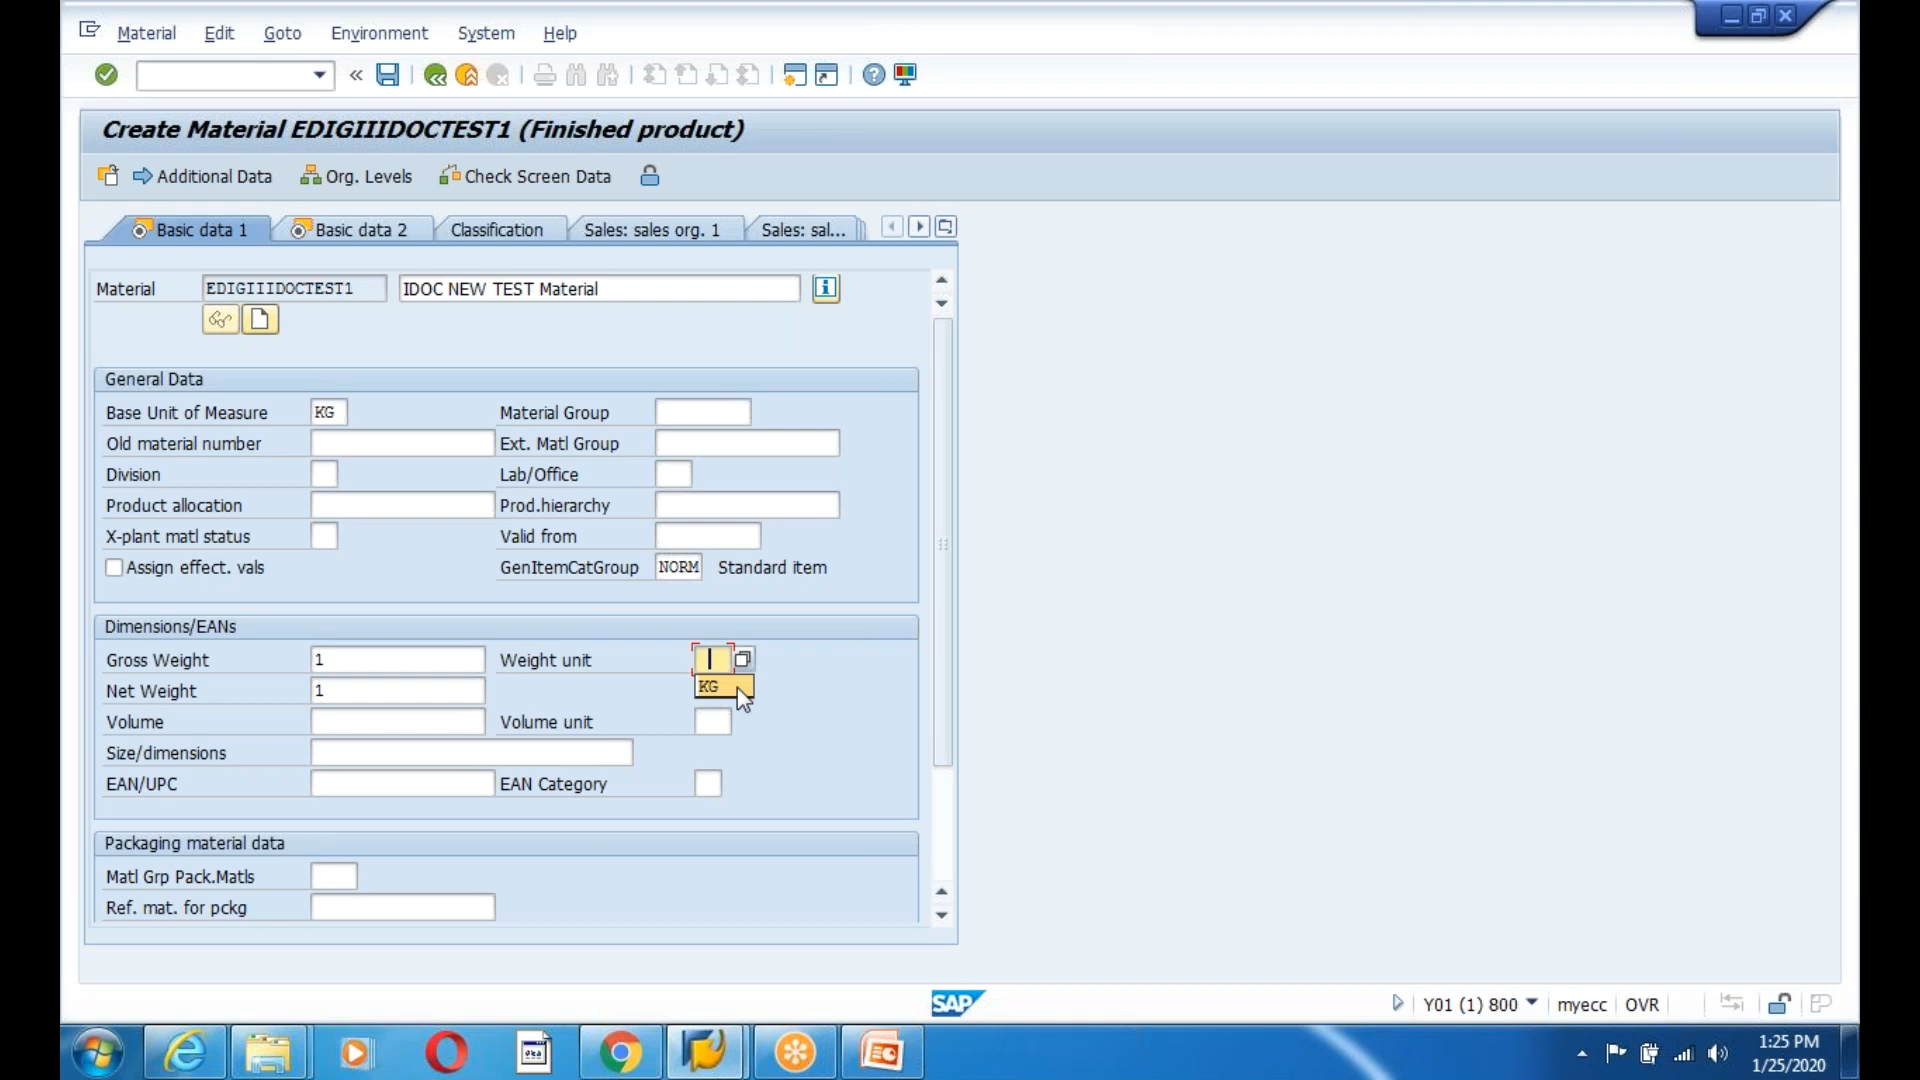 Material Edit Goto Environment System Help
Create Material EDIGIIIDOCTEST1 (Finished product)
Additional Data Org. Levels Check Screen Data
Basic data 1 Basic data 2 Classification Sales: sales org. 1 Sales: sal...
Material EDIGIIIDOCTEST1 IDOC NEW TEST Material
General Data
Base Unit of Measure KG Material Group
Old material number Ext. Matl Group
Division Lab/Office
Product allocation Prod.hierarchy
X-plant matl status Valid from
Assign effect. vals GenItemCatGroup NORM Standard item
Dimensions/EANs
Gross Weight 1 Weight unit
Net Weight 1 KG
Volume Volume unit
Size/dimensions
EAN/UPC EAN Category
Packaging material data
Matl Grp Pack.Matls
Ref. mat. for pckg
SAP Y01 (1) 800 myecc OVR
1:25 PM
1/25/2020